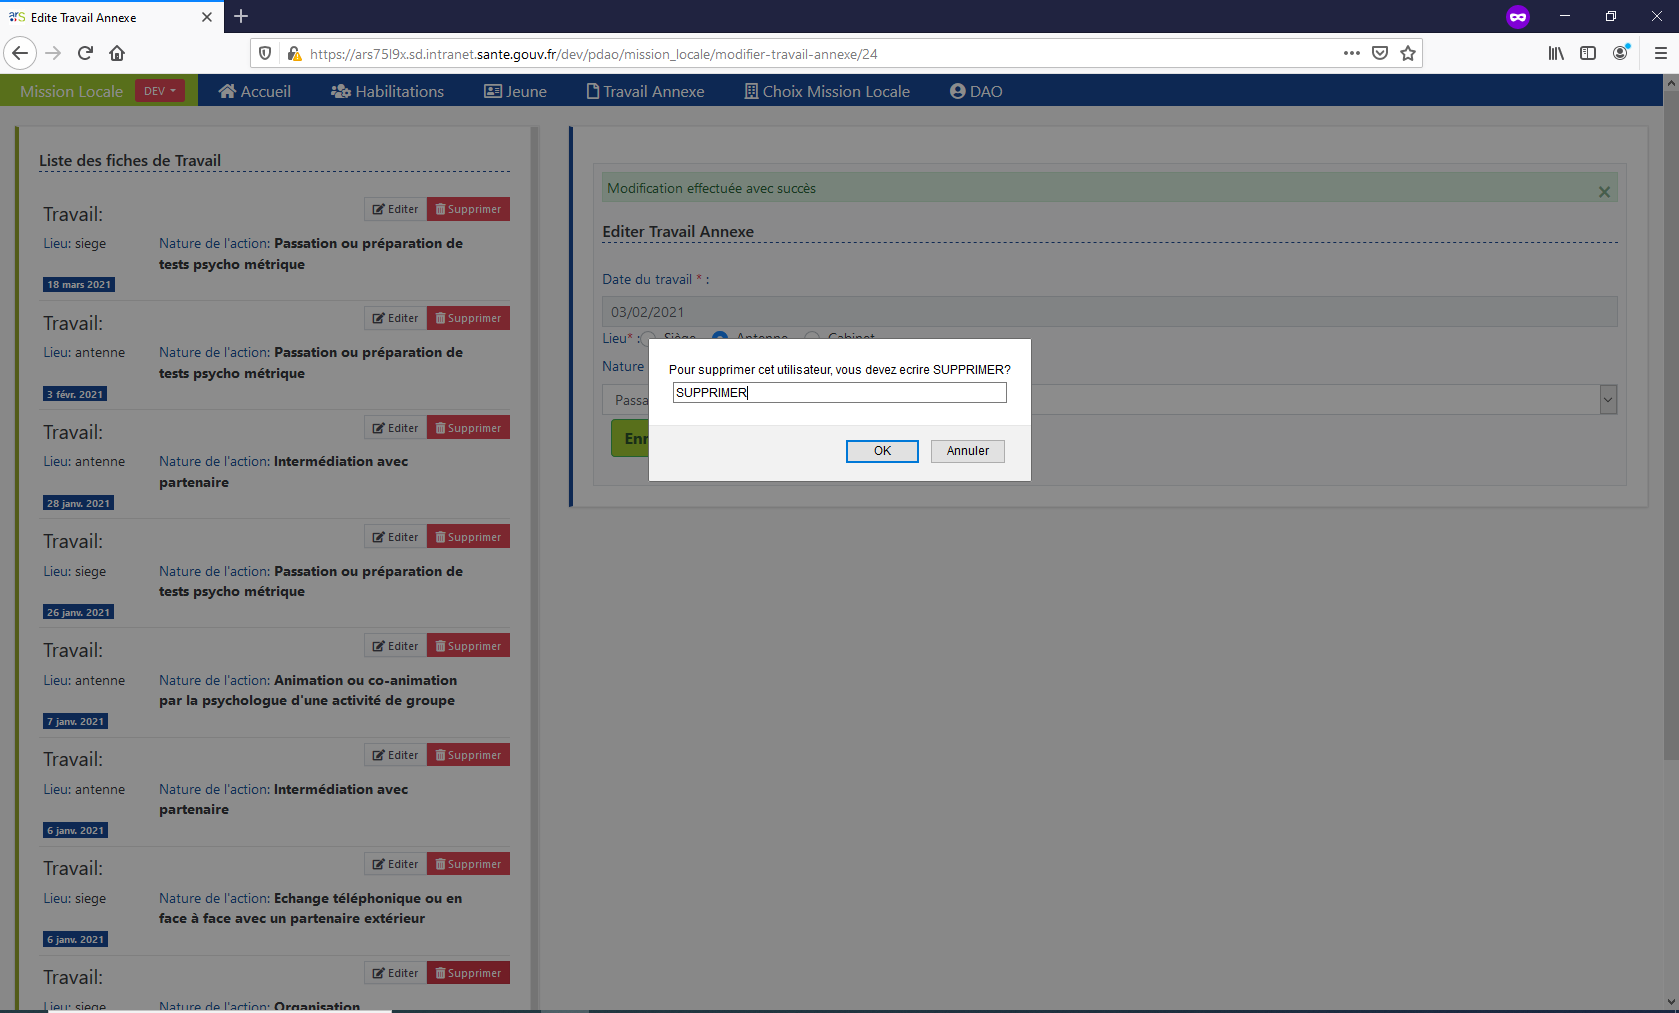 arS Edite Travail Annexe
https://ars75l9x.sd.intranet.sante.gouv.fr/dev/pdao/mission_locale/modifier-travail-annexe/24
Mission Locale DEV Accueil Habilitations Jeune Travail Annexe Choix Mission Locale DAO
Liste des fiches de Travail
Travail: Editer Supprimer
Lieu: siege Nature de l'action: Passation ou préparation de
tests psycho métrique
18 mars 2021
Travail: Editer Supprimer
Lieu: antenne Nature de l'action: Passation ou préparation de
tests psycho métrique
3 févr. 2021
Travail: Editer Supprimer
Lieu: antenne Nature de l'action: Intermédiation avec
partenaire
28 janv. 2021
Travail: Editer Supprimer
Lieu: siege Nature de l'action: Passation ou préparation de
tests psycho métrique
26 janv. 2021
Travail: Editer Supprimer
Lieu: antenne Nature de l'action: Animation ou co-animation
par la psychologue d'une activité de groupe
7 janv. 2021
Travail: Editer Supprimer
Lieu: antenne Nature de l'action: Intermédiation avec
partenaire
6 janv. 2021
Travail: Editer Supprimer
Lieu: siege Nature de l'action: Echange téléphonique ou en
face à face avec un partenaire extérieur
6 janv. 2021
Travail: Editer Supprimer
Lieu: siege Nature de l'action: Organisation
Modification effectuée avec succès
Editer Travail Annexe
Date du travail * :
03/02/2021
Lieu* : Siège Antenne Cabinet
Nature
Passa
Enr
Pour supprimer cet utilisateur, vous devez ecrire SUPPRIMER?
SUPPRIMER
OK Annuler